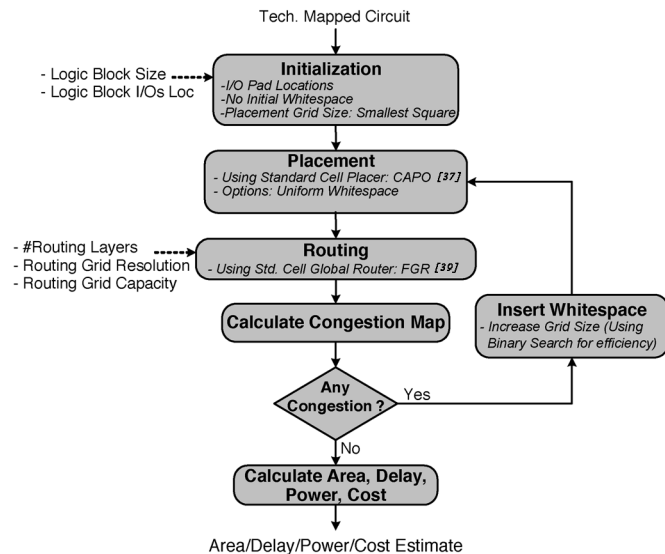 Tech. Mapped Circuit
- Logic Block Size
- Logic Block I/Os Loc
Initialization
-I/O Pad Locations
-No Initial Whitespace
-Placement Grid Size: Smallest Square
Placement
- Using Standard Cell Placer: CAPO [37]
- Options: Uniform Whitespace
- #Routing Layers
- Routing Grid Resolution
- Routing Grid Capacity
Routing
- Using Std. Cell Global Router: FGR [39]
Calculate Congestion Map
Insert Whitespace
- Increase Grid Size (Using
Binary Search for efficiency)
Any
Congestion ?
Yes
No
Calculate Area, Delay,
Power, Cost
Area/Delay/Power/Cost Estimate